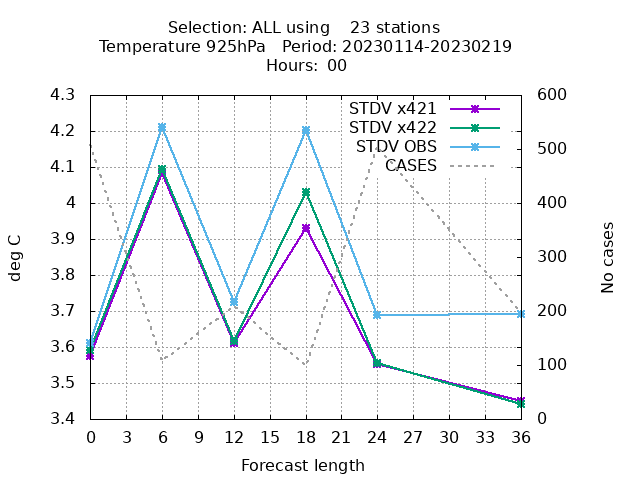 Selection: ALL using    23 stations
Temperature 925hPa   Period: 20230114-20230219
Hours:  00
4.3
4.2
4.1
4
3.9
3.8
3.7
3.6
3.5
3.4
deg C
STDV x421
STDV x422
STDV OBS
CASES
600
500
400
300
200
100
0
No cases
0 3 6 9 12 15 18 21 24 27 30 33 36
Forecast length